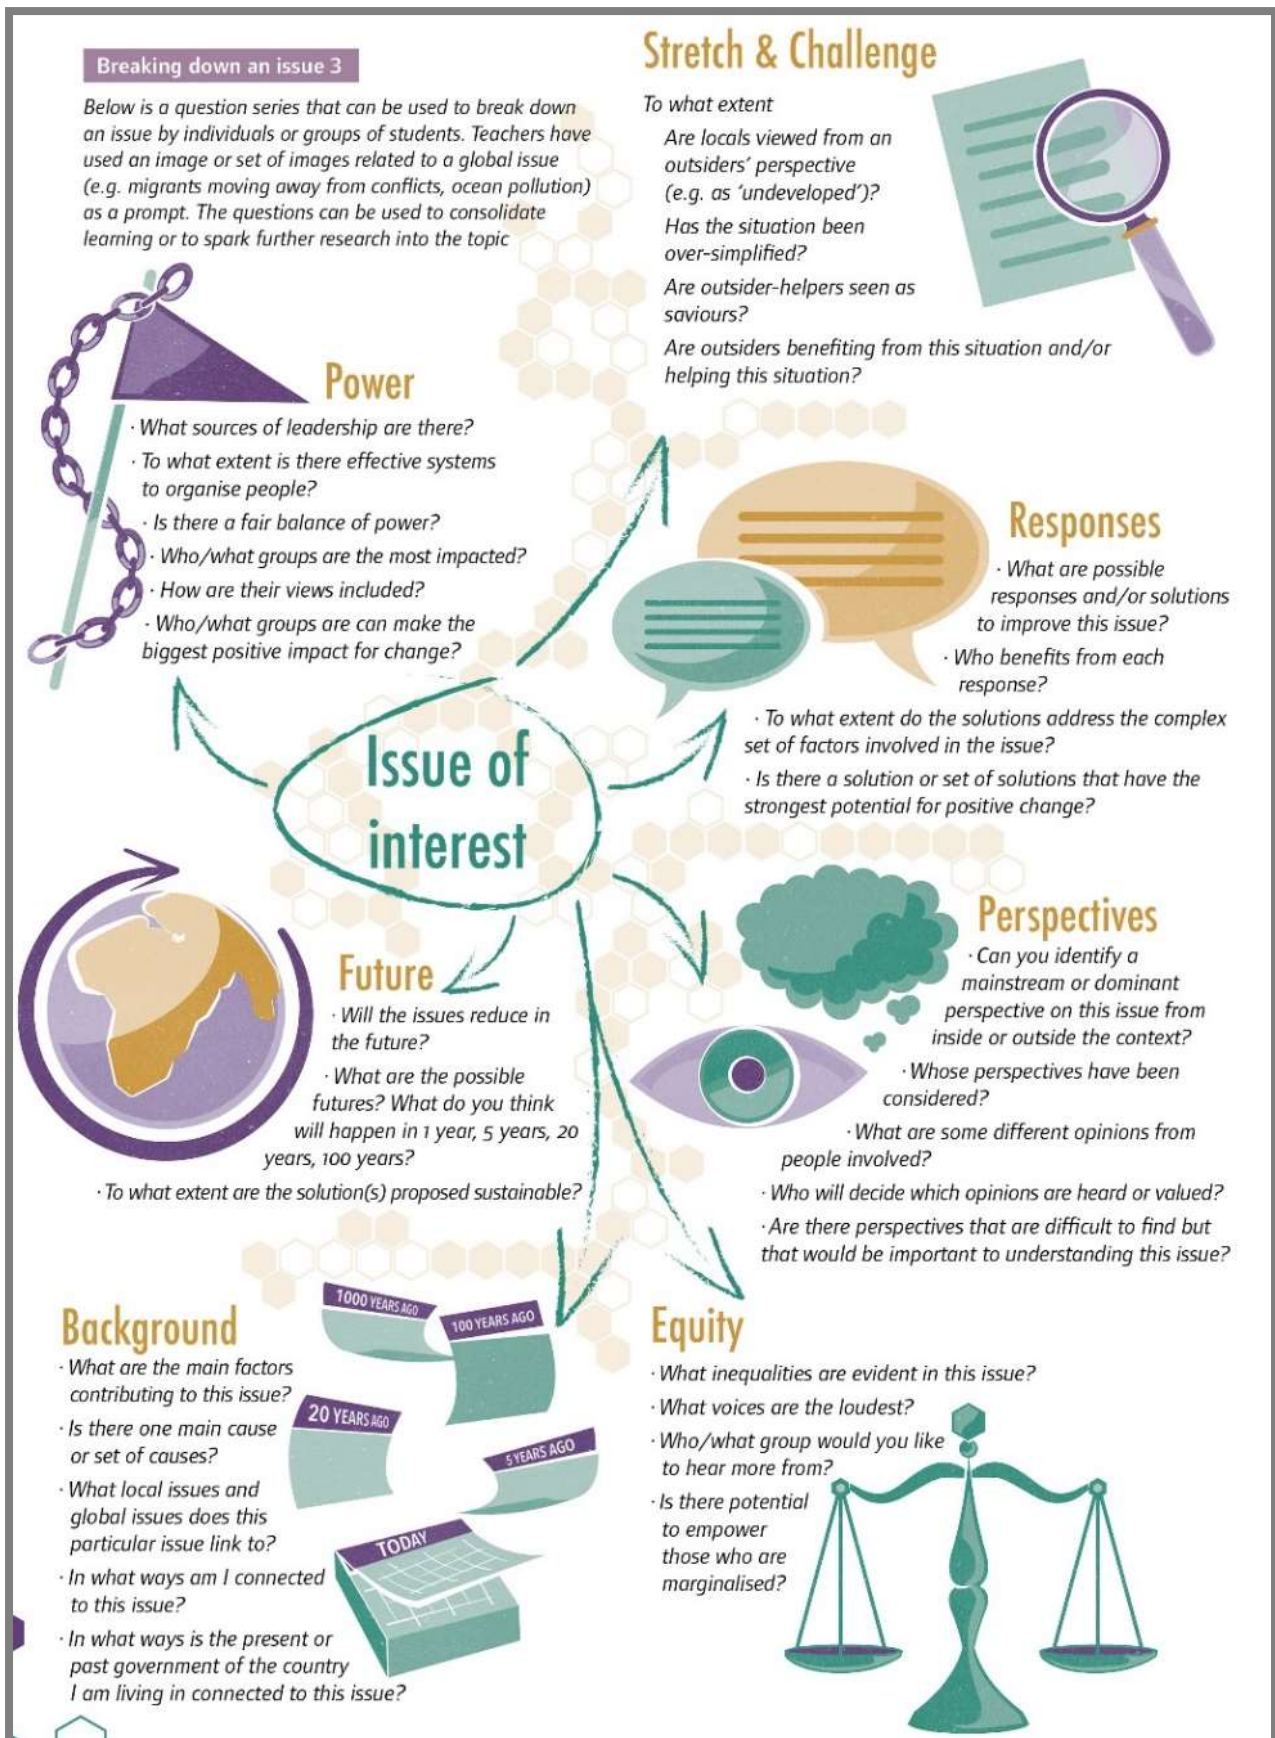 Breaking down an issue 3
Below is a question series that can be used to break down
an issue by individuals or groups of students. Teachers have
used an image or set of images related to a global issue
(e.g. migrants moving away from conflicts, ocean pollution)
as a prompt. The questions can be used to consolidate
learning or to spark further research into the topic
Stretch & Challenge
To what extent
Are locals viewed from an
outsiders' perspective
(e.g. as 'undeveloped')?
Has the situation been
over-simplified?
Are outsider-helpers seen as
saviours?
Are outsiders benefiting from this situation and/or
helping this situation?
Power
· What sources of leadership are there?
· To what extent is there effective systems
to organise people?
· Is there a fair balance of power?
· Who/what groups are the most impacted?
· How are their views included?
· Who/what groups are can make the
biggest positive impact for change?
Responses
· What are possible
responses and/or solutions
to improve this issue?
· Who benefits from each
response?
· To what extent do the solutions address the complex
set of factors involved in the issue?
· Is there a solution or set of solutions that have the
strongest potential for positive change?
Issue of
interest
Future
· Will the issues reduce in
the future?
· What are the possible
futures? What do you think
will happen in 1 year, 5 years, 20
years, 100 years?
· To what extent are the solution(s) proposed sustainable?
Perspectives
· Can you identify a
mainstream or dominant
perspective on this issue from
inside or outside the context?
· Whose perspectives have been
considered?
· What are some different opinions from
people involved?
· Who will decide which opinions are heard or valued?
· Are there perspectives that are difficult to find but
that would be important to understanding this issue?
Background
· What are the main factors
contributing to this issue?
· Is there one main cause
or set of causes?
· What local issues and
global issues does this
particular issue link to?
· In what ways am I connected
to this issue?
· In what ways is the present or
past government of the country
I am living in connected to this issue?
1000 YEARS AGO
100 YEARS AGO
20 YEARS AGO
5 YEARS AGO
TODAY
Equity
· What inequalities are evident in this issue?
· What voices are the loudest?
· Who/what group would you like
to hear more from?
· Is there potential
to empower
those who are
marginalised?